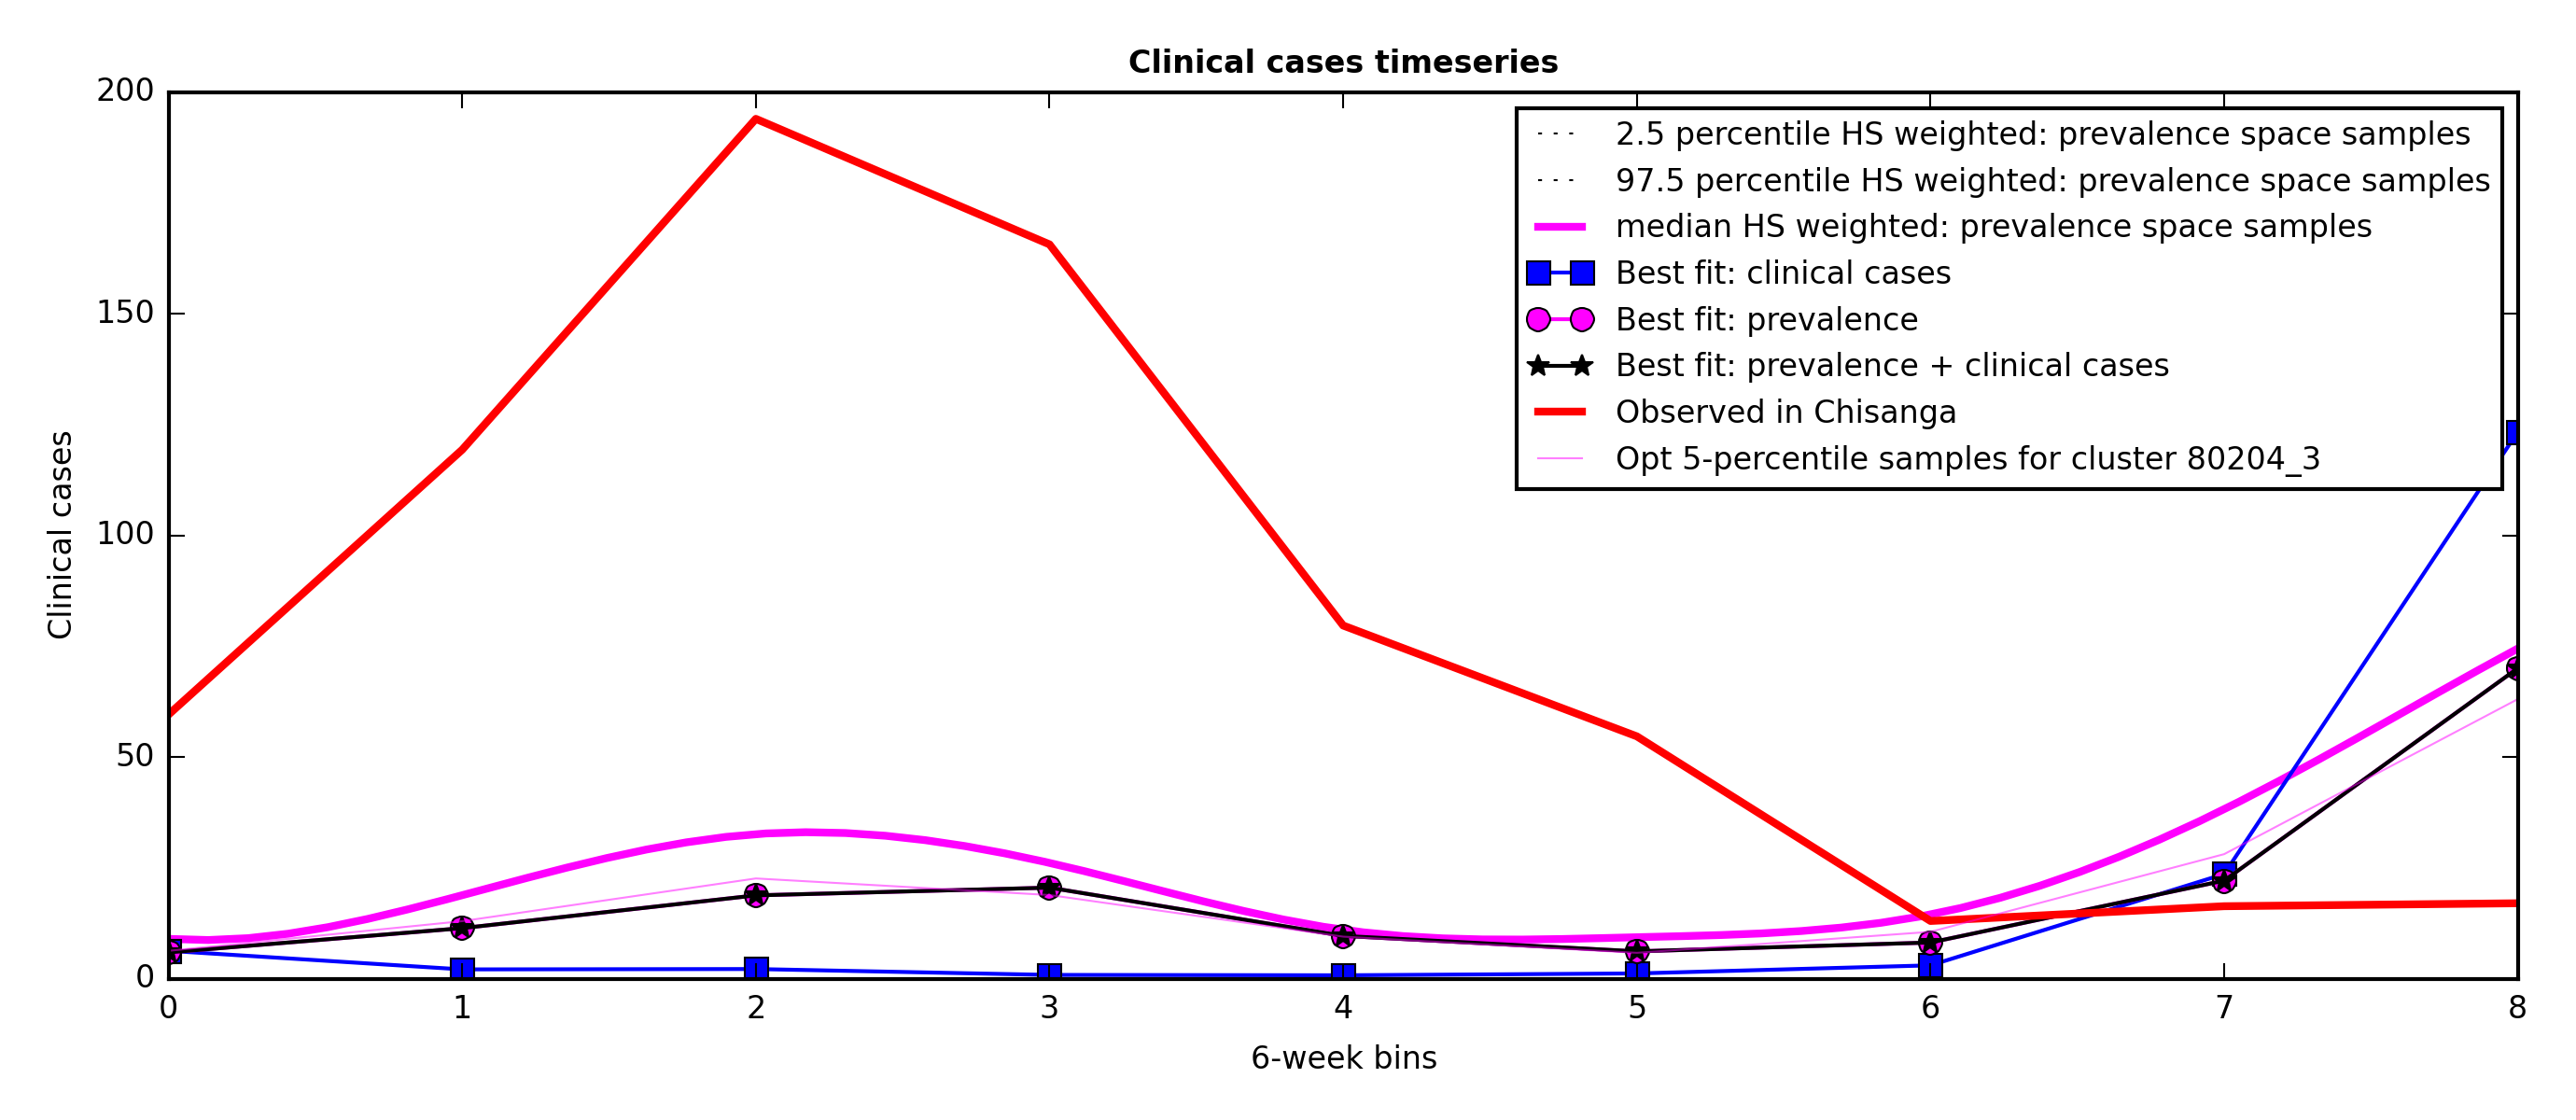 Clinical cases timeseries
200
150
100
50
0
Clinical cases
2.5 percentile HS weighted: prevalence space samples
97.5 percentile HS weighted: prevalence space samples
median HS weighted: prevalence space samples
Best fit: clinical cases
Best fit: prevalence
Best fit: prevalence + clinical cases
Observed in Chisanga
Opt 5-percentile samples for cluster 80204_3
0 1 2 3 4 5 6 7 8
6-week bins